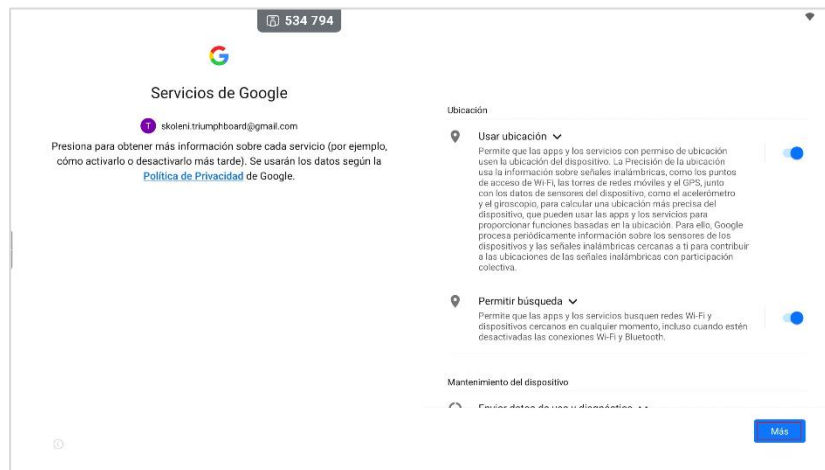 534 794
Servicios de Google
T skoleni.triumphboard@gmail.com
Presiona para obtener más información sobre cada servicio (por ejemplo,
cómo activarlo o desactivarlo más tarde). Se usarán los datos según la
Política de Privacidad de Google.
Ubicación
Usar ubicación
Permite que las apps y los servicios con permiso de ubicación
usen la ubicación del dispositivo. La Precisión de la ubicación
usa la información sobre señales inalámbricas, como los puntos
de acceso de Wi-Fi, las torres de redes móviles y el GPS, junto
con los datos de sensores del dispositivo, como el acelerómetro
y el giroscopio, para calcular una ubicación más precisa del
dispositivo, que pueden usar las apps y los servicios para
proporcionar funciones basadas en la ubicación. Para ello, Google
procesa periódicamente información sobre los sensores de los
dispositivos y las señales inalámbricas cercanas a ti para contribuir
a las ubicaciones de las señales inalámbricas con participación
colectiva.
Permitir búsqueda
Permite que las apps y los servicios busquen redes Wi-Fi y
dispositivos cercanos en cualquier momento, incluso cuando estén
desactivadas las conexiones Wi-Fi y Bluetooth.
Mantenimiento del dispositivo
Enviar datos de uso y diagnóstico
Más